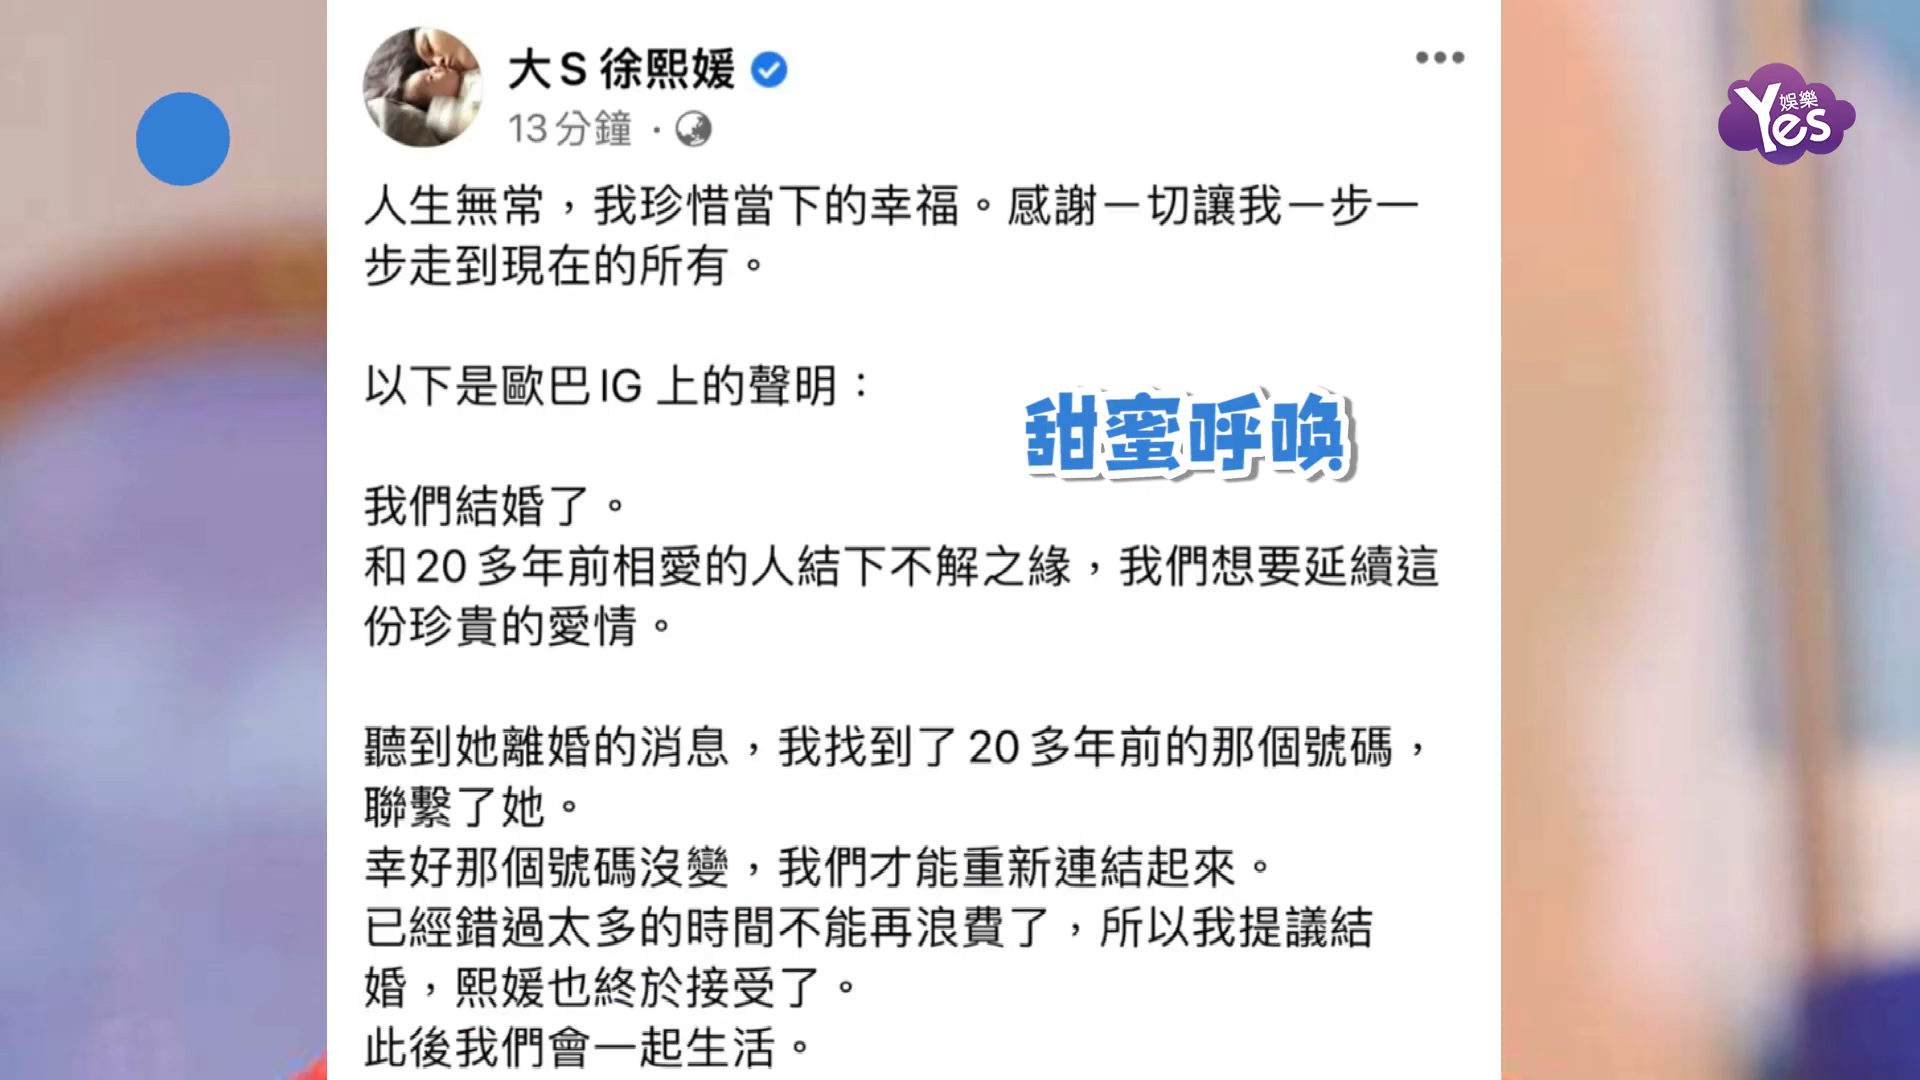 大S 徐熙媛
13分鐘 ·
Yes 娛樂
人生無常，我珍惜當下的幸福。感謝一切讓我一步一
步走到現在的所有。
以下是歐巴IG 上的聲明：
甜蜜呼喚
我們結婚了。
和20多年前相愛的人結下不解之緣，我們想要延續這
份珍貴的愛情。
聽到她離婚的消息，我找到了20多年前的那個號碼，
聯繫了她。
幸好那個號碼沒變，我們才能重新連結起來。
已經錯過太多的時間不能再浪費了，所以我提議結
婚，熙媛也終於接受了。
此後我們會一起生活。